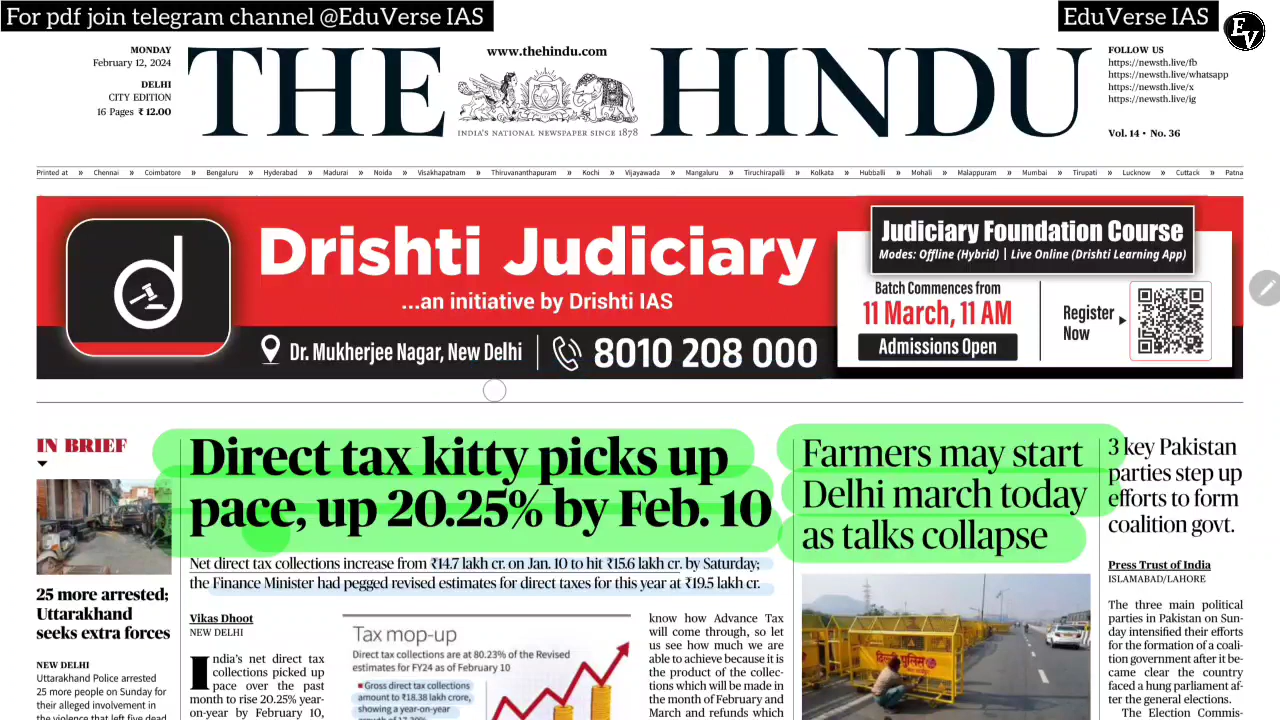 For pdf join telegram channel @EduVerse IAS
EduVerse IAS
EV
MONDAY
February 12, 2024
DELHI
CITY EDITION
16 Pages ₹ 12.00
THE HINDU
www.thehindu.com
INDIA'S NATIONAL NEWSPAPER SINCE 1878
FOLLOW US
https://newsth.live/fb
https://newsth.live/whatsapp
https://newsth.live/x
https://newsth.live/ig
Vol. 14 • No. 36
Printed at » Chennai » Coimbatore » Bengaluru » Hyderabad » Madurai » Noida » Visakhapatnam » Thiruvananthapuram » Kochi » Vijayawada » Mangaluru » Tiruchirapalli » Kolkata » Hubballi » Mohali » Malappuram » Mumbai » Tirupati » Lucknow » Cuttack » Patna
Drishti Judiciary
...an initiative by Drishti IAS
Dr. Mukherjee Nagar, New Delhi
8010 208 000
Judiciary Foundation Course
Modes: Offline (Hybrid) | Live Online (Drishti Learning App)
Batch Commences from
11 March, 11 AM
Admissions Open
Register
Now
IN BRIEF
25 more arrested;
Uttarakhand
seeks extra forces
NEW DELHI
Uttarakhand Police arrested
25 more people on Sunday for
their alleged involvement in
the violence that left five dead
Direct tax kitty picks up
pace, up 20.25% by Feb. 10
Net direct tax collections increase from ₹14.7 lakh cr. on Jan. 10 to hit ₹15.6 lakh cr. by Saturday;
the Finance Minister had pegged revised estimates for direct taxes for this year at ₹19.5 lakh cr.
Vikas Dhoot
NEW DELHI
India's net direct tax
collections picked up
pace over the past
month to rise 20.25% year-
on-year by February 10,
Tax mop-up
Direct tax collections are at 80.23% of the Revised
estimates for FY24 as of February 10
■ Gross direct tax collections
amount to ₹18.38 lakh crore,
showing a year-on-year
know how Advance Tax
will come through, so let
us see how much we are
able to achieve because it is
the product of the collec-
tions which will be made in
the month of February and
March and refunds which
Farmers may start
Delhi march today
as talks collapse
दिल्ली पुलिस
3 key Pakistan
parties step up
efforts to form
coalition govt.
Press Trust of India
ISLAMABAD/LAHORE
The three main political
parties in Pakistan on Sun-
day intensified their efforts
for the formation of a coali-
tion government after it be-
came clear the country
faced a hung parliament af-
ter the general elections.
The Election Commis-